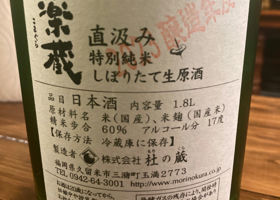 楽蔵
直汲み
特別純米
しぼりたて生原酒
品目 日本酒 内容量 1.8L
原材料 米(国産)、米麹(国産米)
精米歩合 60% アルコール分 17度
【保存方法】 冷蔵庫に保存
製造者 株式会社 杜の蔵
福岡県久留米市三潴町玉満2773
TEL 0942-64-3001 http://www.morinokura.co.jp